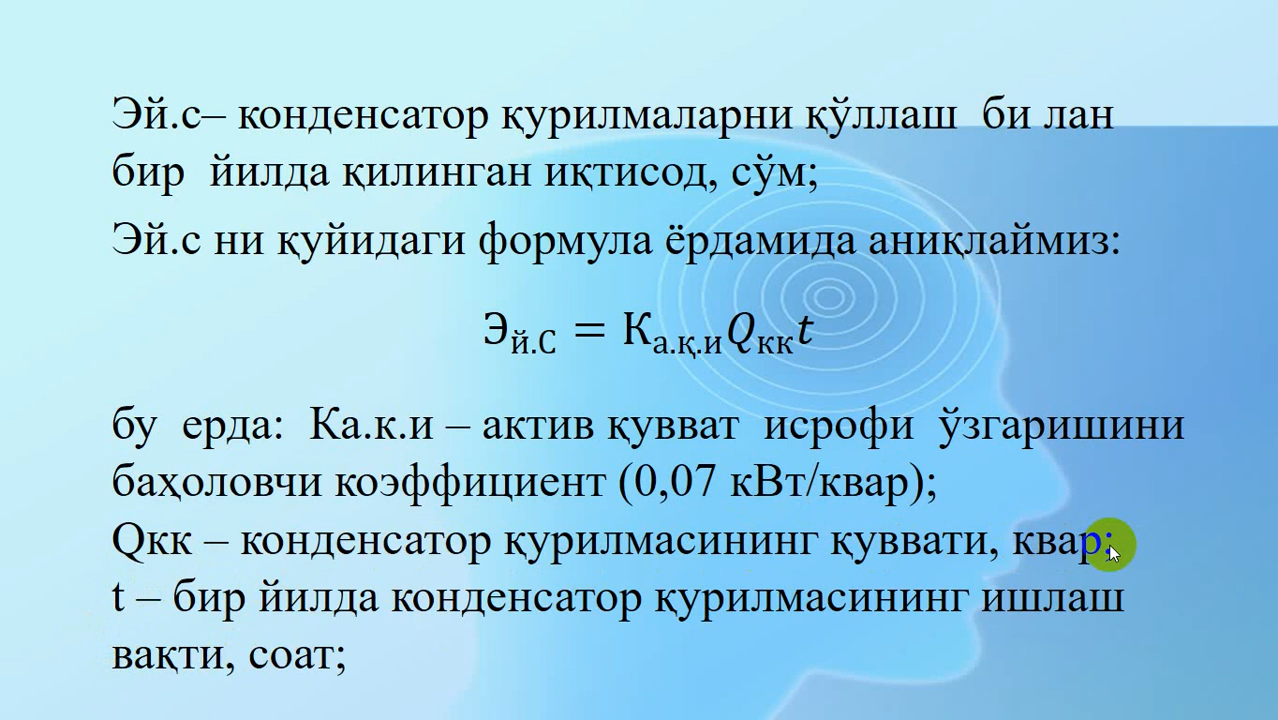 Эй.с– конденсатор қурилмаларни қўллаш би лан
бир йилда қилинган иқтисод, сўм;
Эй.с ни қуйидаги формула ёрдамида аниқлаймиз:
Эй.С = Ка.қ.иQккt
бу ерда: Ка.к.и – актив қувват исрофи ўзгаришини
баҳоловчи коэффициент (0,07 кВт/квар);
Qкк – конденсатор қурилмасининг қуввати, квар;
t – бир йилда конденсатор қурилмасининг ишлаш
вақти, соат;